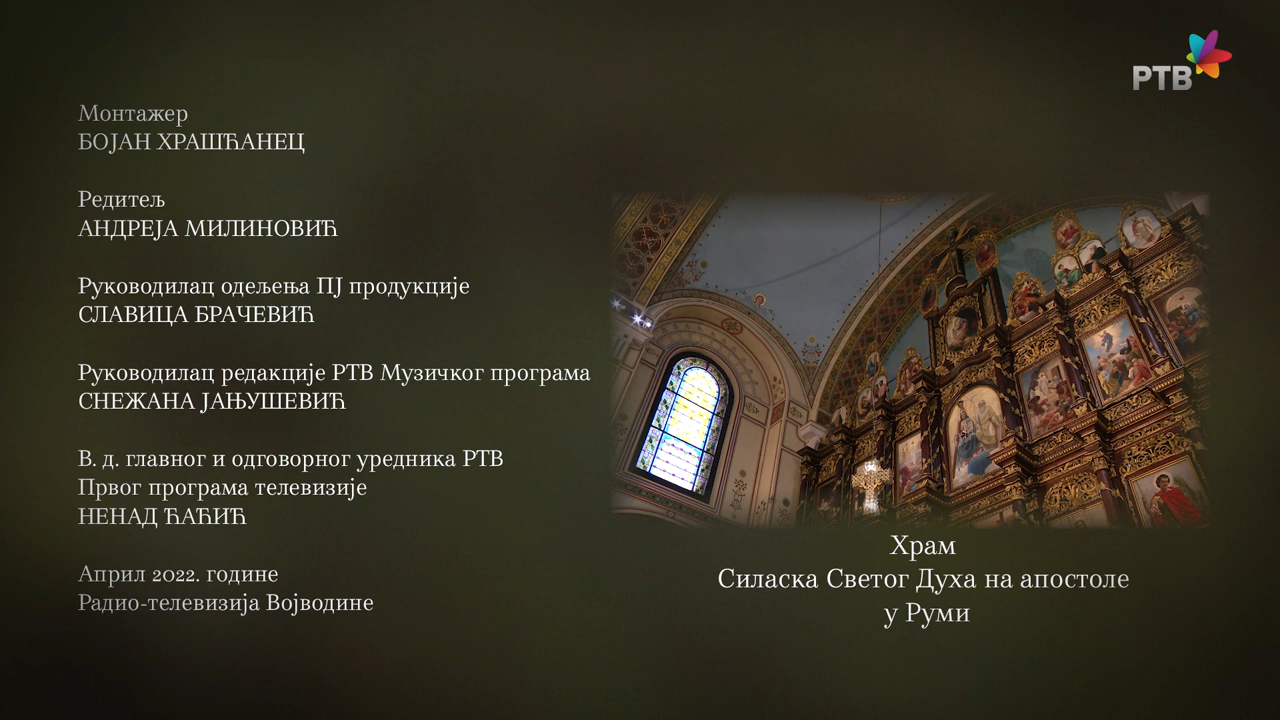 РТВ
Монтажер
БОЈАН ХРАШЋАНЕЦ
Редитељ
АНДРЕЈА МИЛИНОВИЋ
Руководилац одељења ПЈ продукције
СЛАВИЦА БРАЧЕВИЋ
Руководилац редакције РТВ Музичког програма
СНЕЖАНА ЈАЊУШЕВИЋ
В. д. главног и одговорног уредника РТВ
Првог програма телевизије
НЕНАД ЋАЋИЋ
Април 2022. године
Радио-телевизија Војводине
Храм
Силаска Светог Духа на апостоле
у Руми